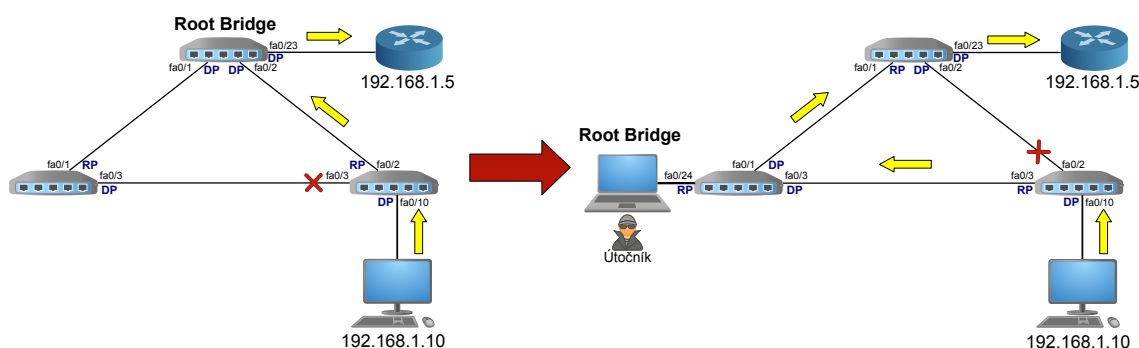 Root Bridge
fa0/23
DP
fa0/1
DP
DP
fa0/2
192.168.1.5
fa0/1
RP
fa0/3
DP
RP
fa0/2
fa0/3
DP
fa0/10
192.168.1.10
fa0/23
DP
fa0/1
RP
DP
fa0/2
192.168.1.5
Root Bridge
fa0/24
RP
fa0/1
DP
fa0/3
DP
Útočník
fa0/2
fa0/3
RP
DP
fa0/10
192.168.1.10